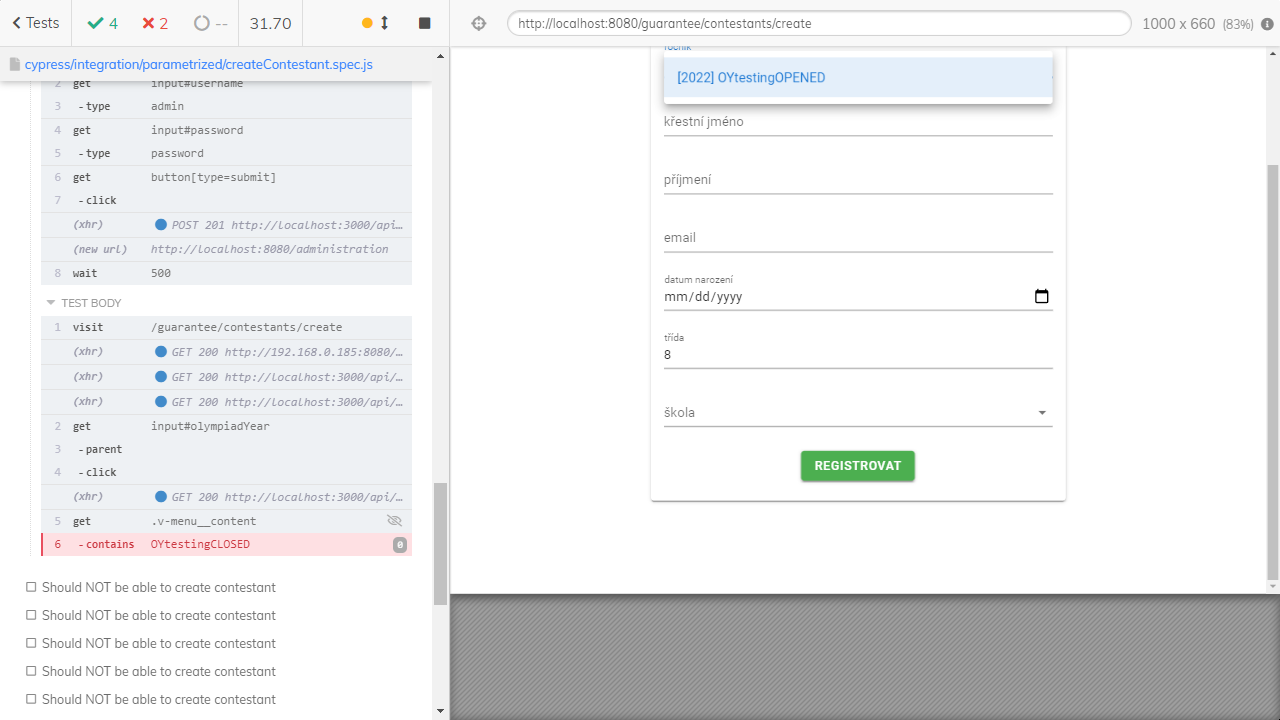 Tests
4
2
--
31.70
http://localhost:8080/guarantee/contestants/create
1000 x 660 (83%)
cypress/integration/parametrized/createContestant.spec.js
2 get input#username
3 -type admin
4 get input#password
5 -type password
6 get button[type=submit]
7 -click
(xhr) POST 201 http://localhost:3000/api…
(new url) http://localhost:8080/administration
8 wait 500
TEST BODY
1 visit /guarantee/contestants/create
(xhr) GET 200 http://192.168.0.185:8080/…
(xhr) GET 200 http://localhost:3000/api/…
(xhr) GET 200 http://localhost:3000/api/…
2 get input#olympiadYear
3 -parent
4 -click
(xhr) GET 200 http://localhost:3000/api/…
5 get .v-menu__content
6 -contains OYtestingCLOSED 0
Should NOT be able to create contestant
Should NOT be able to create contestant
Should NOT be able to create contestant
Should NOT be able to create contestant
Should NOT be able to create contestant
ročník
[2022] OYtestingOPENED
křestní jméno
příjmení
email
datum narození
mm/dd/yyyy
třída
8
škola
REGISTROVAT